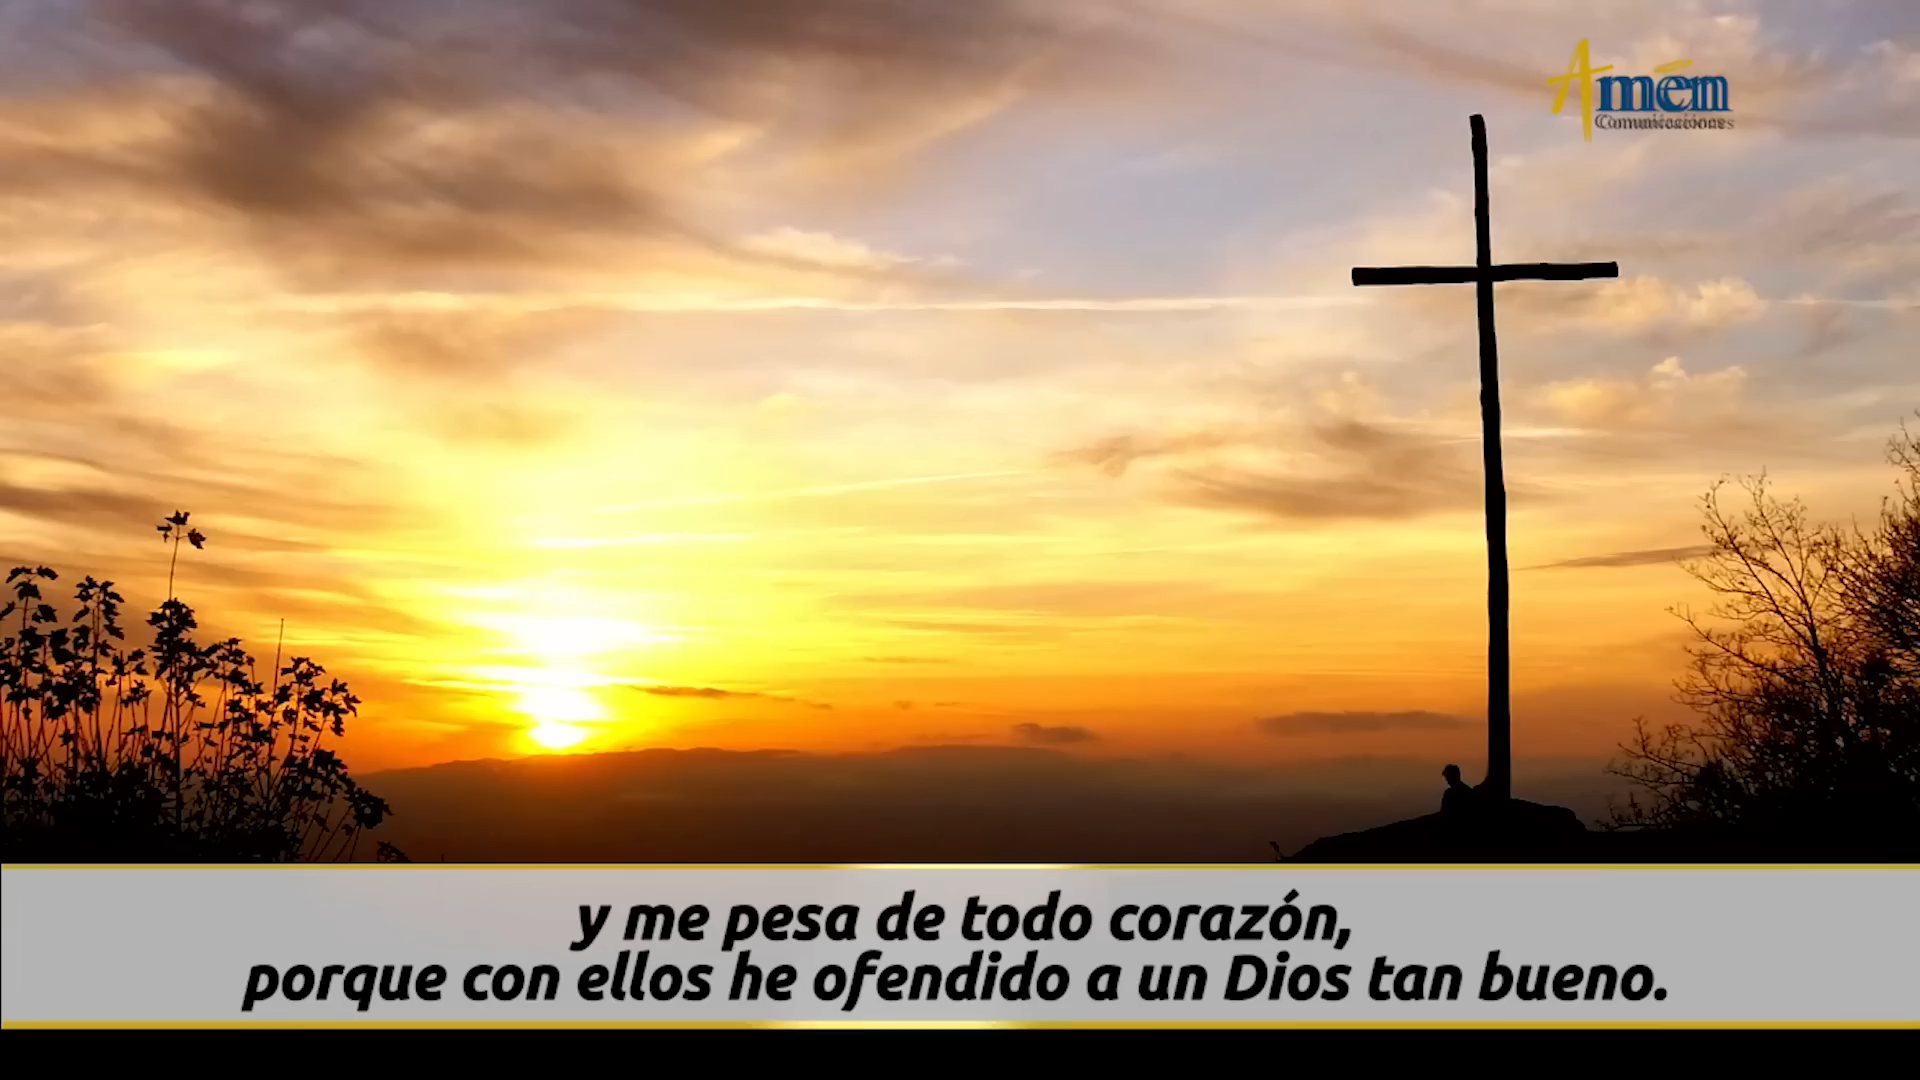 Amém
Comunicaciones
y me pesa de todo corazón,
porque con ellos he ofendido a un Dios tan bueno.